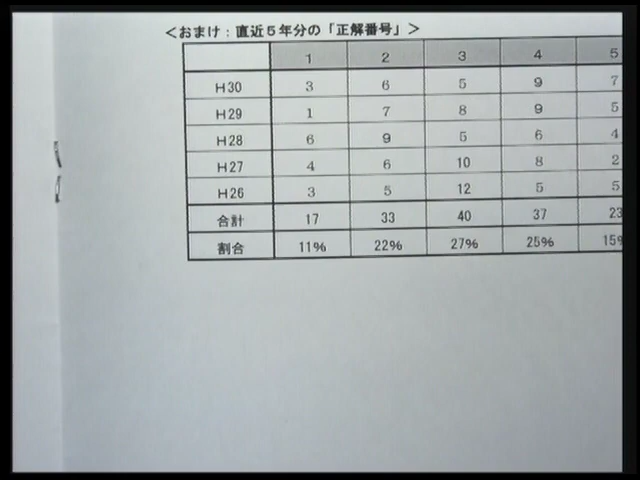 <おまけ:直近5年分の「正解番号」>
1 2 3 4 5
H30 3 6 5 9 7
H29 1 7 8 9 5
H28 6 9 5 6 4
H27 4 6 10 8 2
H26 3 5 12 5 5
合計 17 33 40 37 23
割合 11% 22% 27% 25% 15%